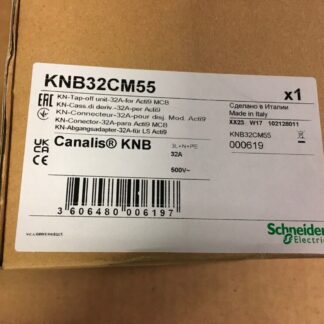 KNB32CM55
x1
EAC
KN-Tap-off unit-32A-for Acti9 MCB
KN-Cass.di deriv.-32A-per Acti9
KN-Connecteur-32A-pour disj. Mod. Acti9
KN-Conector-32A-para Acti9 MCB
KN-Abgangsadapter-32A-für LS Acti9
Сделано в Италии
Made in Italy
XX25 W17 102128011
UK
CA
Canalis® KNB
3L+N+PE
32A
500V~
KNB32CM55
000619
3 606480 006197
Schneider
Electric